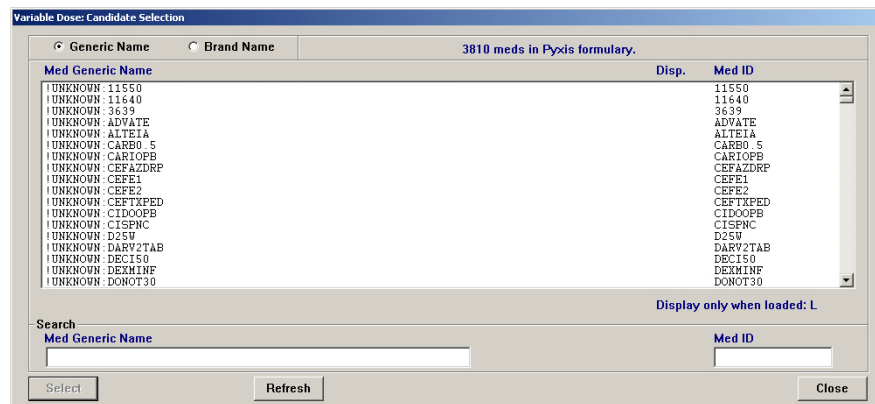 Variable Dose: Candidate Selection
Generic Name Brand Name 3810 meds in Pyxis formulary.
Med Generic Name Disp. Med ID
!UNKNOWN:11550 11550
!UNKNOWN:11640 11640
!UNKNOWN:3639 3639
!UNKNOWN:ADVATE ADVATE
!UNKNOWN:ALTEIA ALTEIA
!UNKNOWN:CARB0.5 CARB0.5
!UNKNOWN:CARIOPB CARIOPB
!UNKNOWN:CEFAZDRP CEFAZDRP
!UNKNOWN:CEFE1 CEFE1
!UNKNOWN:CEFE2 CEFE2
!UNKNOWN:CEFTXPED CEFTXPED
!UNKNOWN:CIDOOPB CIDOOPB
!UNKNOWN:CISPNC CISPNC
!UNKNOWN:D25W D25W
!UNKNOWN:DARV2TAB DARV2TAB
!UNKNOWN:DECI50 DECI50
!UNKNOWN:DEXMINF DEXMINF
!UNKNOWN:DONOT30 DONOT30
Display only when loaded: L
Search
Med Generic Name Med ID
Select Refresh Close